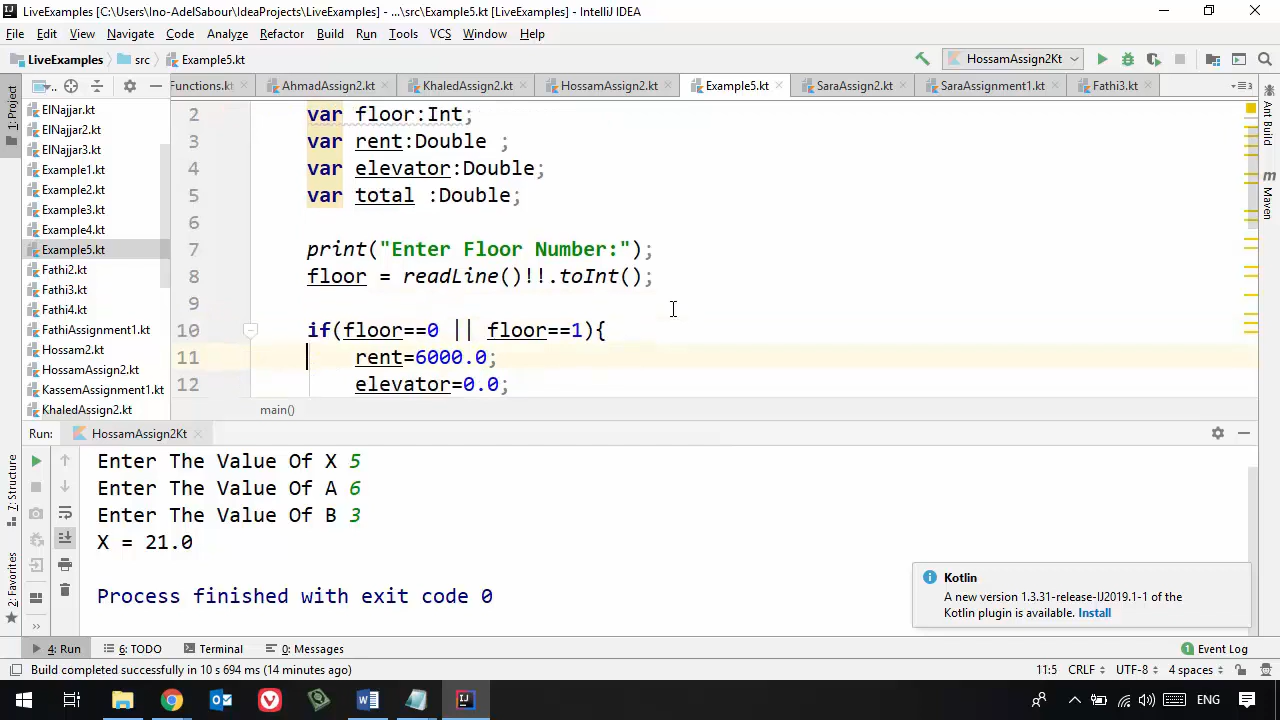 LiveExamples [C:\Users\Ino-AdelSabour\IdeaProjects\LiveExamples] - ...\src\Example5.kt [LiveExamples] - IntelliJ IDEA
File Edit View Navigate Code Analyze Refactor Build Run Tools VCS Window Help
LiveExamples src Example5.kt HossamAssign2Kt
1: Project
Functions.kt AhmadAssign2.kt KhaledAssign2.kt HossamAssign2.kt Example5.kt SaraAssign2.kt SaraAssignment1.kt Fathi3.kt
ElNajjar.kt
ElNajjar2.kt
ElNajjar3.kt
Example1.kt
Example2.kt
Example3.kt
Example4.kt
Example5.kt
Fathi2.kt
Fathi3.kt
Fathi4.kt
FathiAssignment1.kt
Hossam2.kt
HossamAssign2.kt
KassemAssignment1.kt
KhaledAssign2.kt
2 var floor:Int;
3 var rent:Double ;
4 var elevator:Double;
5 var total :Double;
6
7 print("Enter Floor Number:");
8 floor = readLine()!!.toInt();
9
10 if(floor==0 || floor==1){
11 rent=6000.0;
12 elevator=0.0;
main()
Ant Build
Maven
Run: HossamAssign2Kt
Enter The Value Of X 5
Enter The Value Of A 6
Enter The Value Of B 3
X = 21.0
Process finished with exit code 0
7: Structure
2: Favorites
Kotlin
A new version 1.3.31-release-IJ2019.1-1 of the
Kotlin plugin is available. Install
4: Run 6: TODO Terminal 0: Messages Event Log
Build completed successfully in 10 s 694 ms (14 minutes ago) 11:5 CRLF UTF-8 4 spaces
ENG